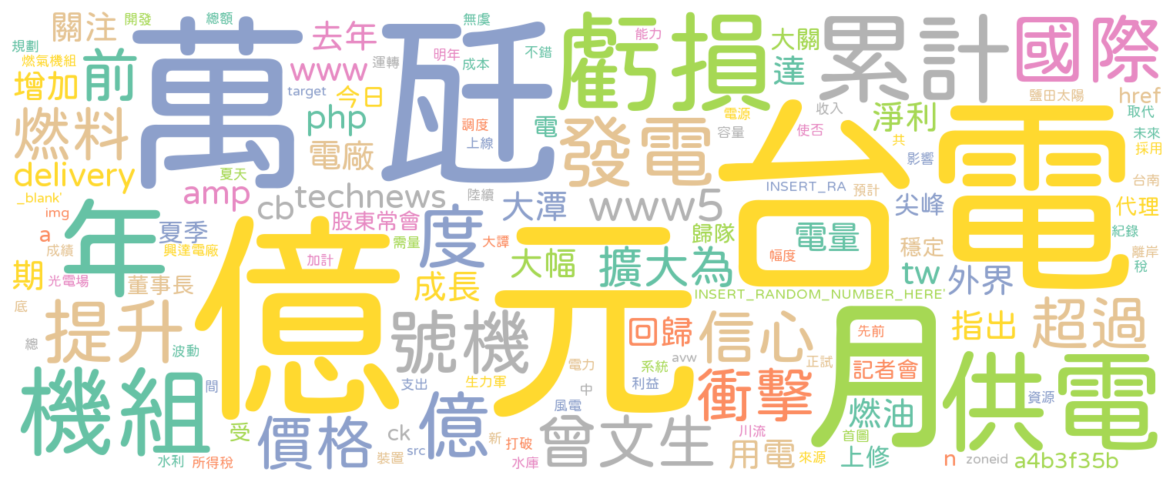 關注
開發
總額
無虞
能力
規劃
燃氣機組
增加
前
萬
瓩
去年
明年
不錯
www
運轉
成本
target
今日
虧損
大關
達
累計
國際
鹽田太陽
href
燃料
php
電廠
調度
上線
電
發電
電源
容量
收入
使否
共
淨利
取代
未來
採用
影響
delivery
夏天
_blank'
amp
cb
technews
陸續
www5
台電
INSERT_RA
預計
尖峰
台南
代理
img
a
成績
年
夏季
興達電廠
股東常會
需量
加計
度
大譚
大潭
歸隊
電量
幅度
穩定
紀錄
離岸
稅
期
光電場
董事長
億元
成長
大幅
擴大為
INSERT_RANDOM_NUMBER_HERE'
tw
外界
底
總
提升
波動
號機
電力
回歸
信心
月
先前
指出
超過
系統
avw
正試
記者會
機組
間
支出
生力軍
中
利益
衝擊
供電
受
價格
ck
億
風電
新
曾文生
燃油
資源
水利
所得稅
裝置
src
打破
水庫
川流
用電
首圖
來源
上修
n
zoneid
a4b3f35b